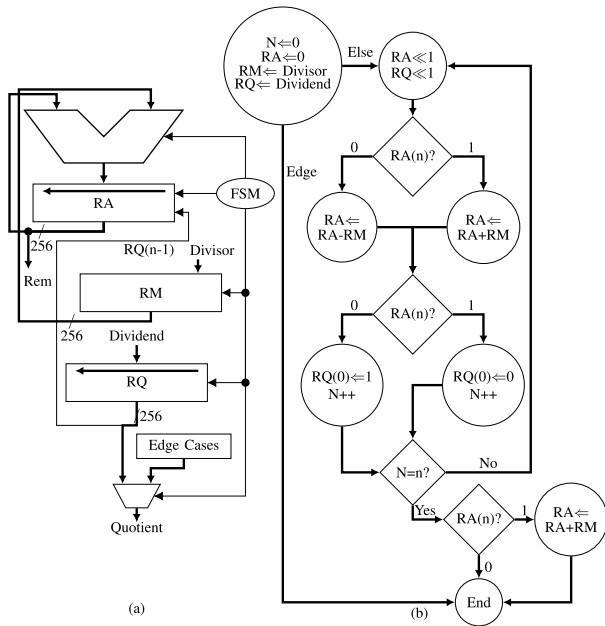 N⇐0
RA⇐0
RM⇐ Divisor
RQ⇐ Dividend
Else
RA≪1
RQ≪1
Edge
RA(n)?
0
1
RA⇐
RA-RM
RA⇐
RA+RM
RA(n)?
0
1
RQ(0)⇐1
N++
RQ(0)⇐0
N++
N=n?
No
Yes
RA(n)?
1
RA⇐
RA+RM
0
End
(b)
FSM
RA
256
RQ(n-1)
Divisor
Rem
RM
256
Dividend
RQ
256
Edge Cases
Quotient
(a)